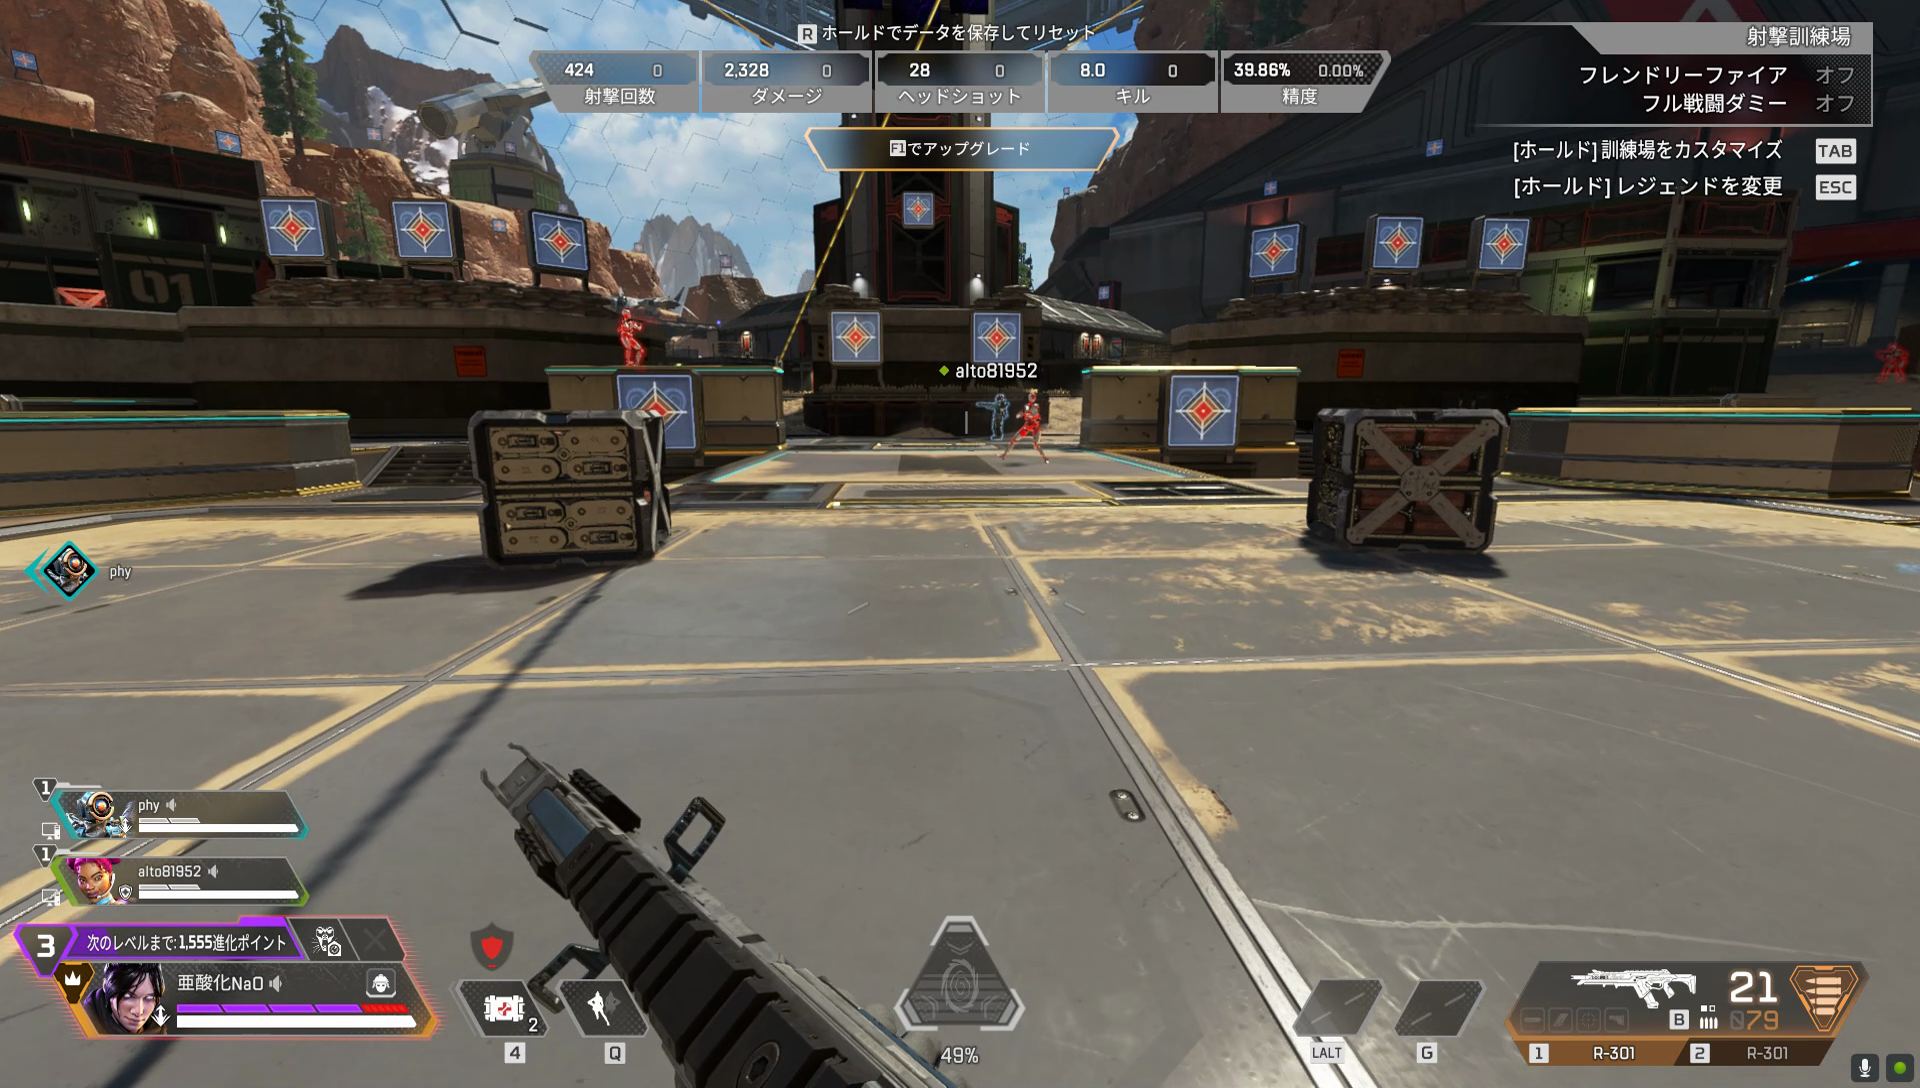 R ホールドでデータを保存してリセット
424 0 2,328 0 28 0 8.0 0 39.86% 0.00%
射撃回数 ダメージ ヘッドショット キル 精度
F1でアップグレード
射撃訓練場
フレンドリーファイア オフ
フル戦闘ダミー オフ
[ホールド]訓練場をカスタマイズ TAB
[ホールド]レジェンドを変更 ESC
01
alto81952
phy
1
phy
1
alto81952
3 次のレベルまで:1,555進化ポイント
亜酸化NaO
2
4 Q
49%
LALT G
21
B 079
1 R-301 2 R-301